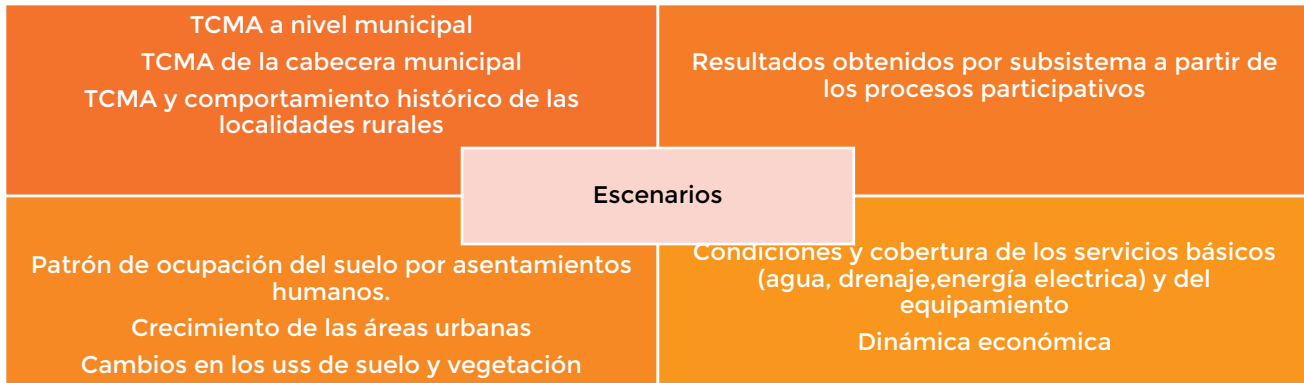 TCMA a nivel municipal
TCMA de la cabecera municipal
TCMA y comportamiento histórico de las
localidades rurales
Resultados obtenidos por subsistema a partir de
los procesos participativos
Escenarios
Patrón de ocupación del suelo por asentamientos
humanos.
Crecimiento de las áreas urbanas
Cambios en los uss de suelo y vegetación
Condiciones y cobertura de los servicios básicos
(agua, drenaje,energía electrica) y del
equipamiento
Dinámica económica